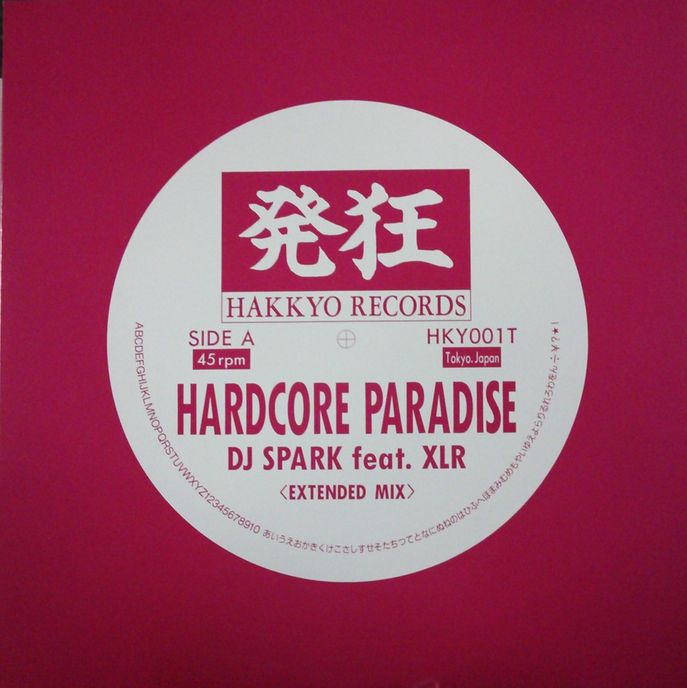 発狂
HAKKYO RECORDS
SIDE A
HKY001T
45 rpm
Tokyo. Japan
HARDCORE PARADISE
DJ SPARK feat. XLR
〈EXTENDED MIX〉
ABCDEFGHIJKLMNOPQRSTUVWXYZ12345678910 あいうえおかきくけこさしすせそたちつてとなにぬねのはひふへほまみむめもやいゆえよらりるれろわをん